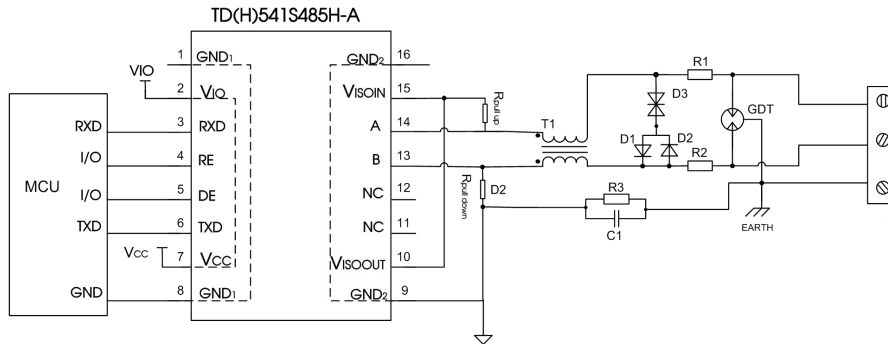 TD(H)541S485H-A
1 GND1 GND2 16
VIO 2 VIO VISOIN 15
RXD 3 RXD A 14
I/O 4 RE B 13
MCU
I/O 5 DE NC 12
TXD 6 TXD NC 11
VCC 7 VCC VISOOUT 10
GND 8 GND1 GND2 9
Rpull up
T1
Rpull down
D2
D3
D1
D2
R1
GDT
R2
R3
C1
EARTH